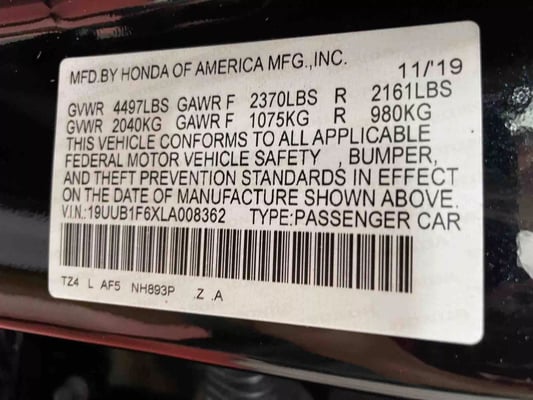 MFD.BY HONDA OF AMERICA MFG.,INC. 11/'19
GVWR 4497LBS GAWR F 2370LBS R 2161LBS
GVWR 2040KG GAWR F 1075KG R 980KG
THIS VEHICLE CONFORMS TO ALL APPLICABLE
FEDERAL MOTOR VEHICLE SAFETY , BUMPER,
AND THEFT PREVENTION STANDARDS IN EFFECT
ON THE DATE OF MANUFACTURE SHOWN ABOVE.
V.I.N.:19UUB1F6XLA008362 TYPE:PASSENGER CAR
TZ4 L AF5 NH893P .Z .A